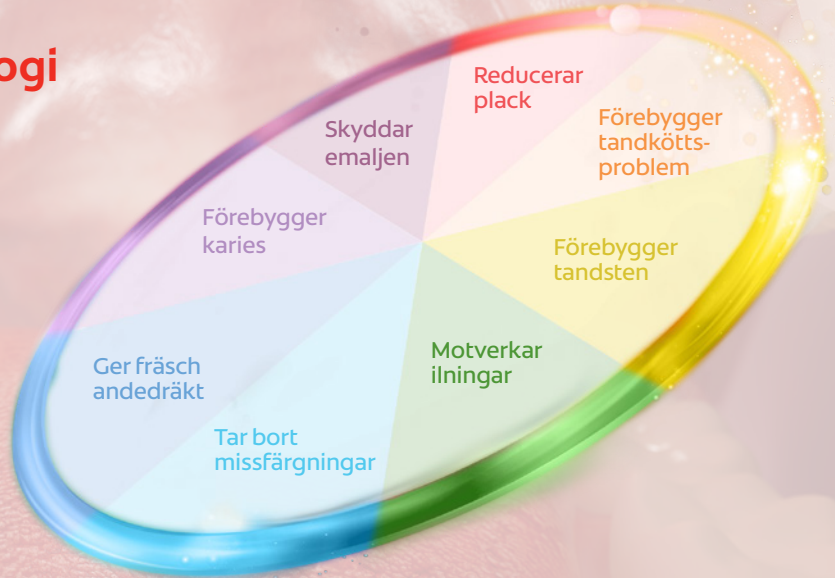 ogi
Reducerar
plack
Förebygger
tandkötts-
problem
Förebygger
tandsten
Motverkar
ilningar
Tar bort
missfärgningar
Ger fräsch
andedräkt
Förebygger
karies
Skyddar
emaljen